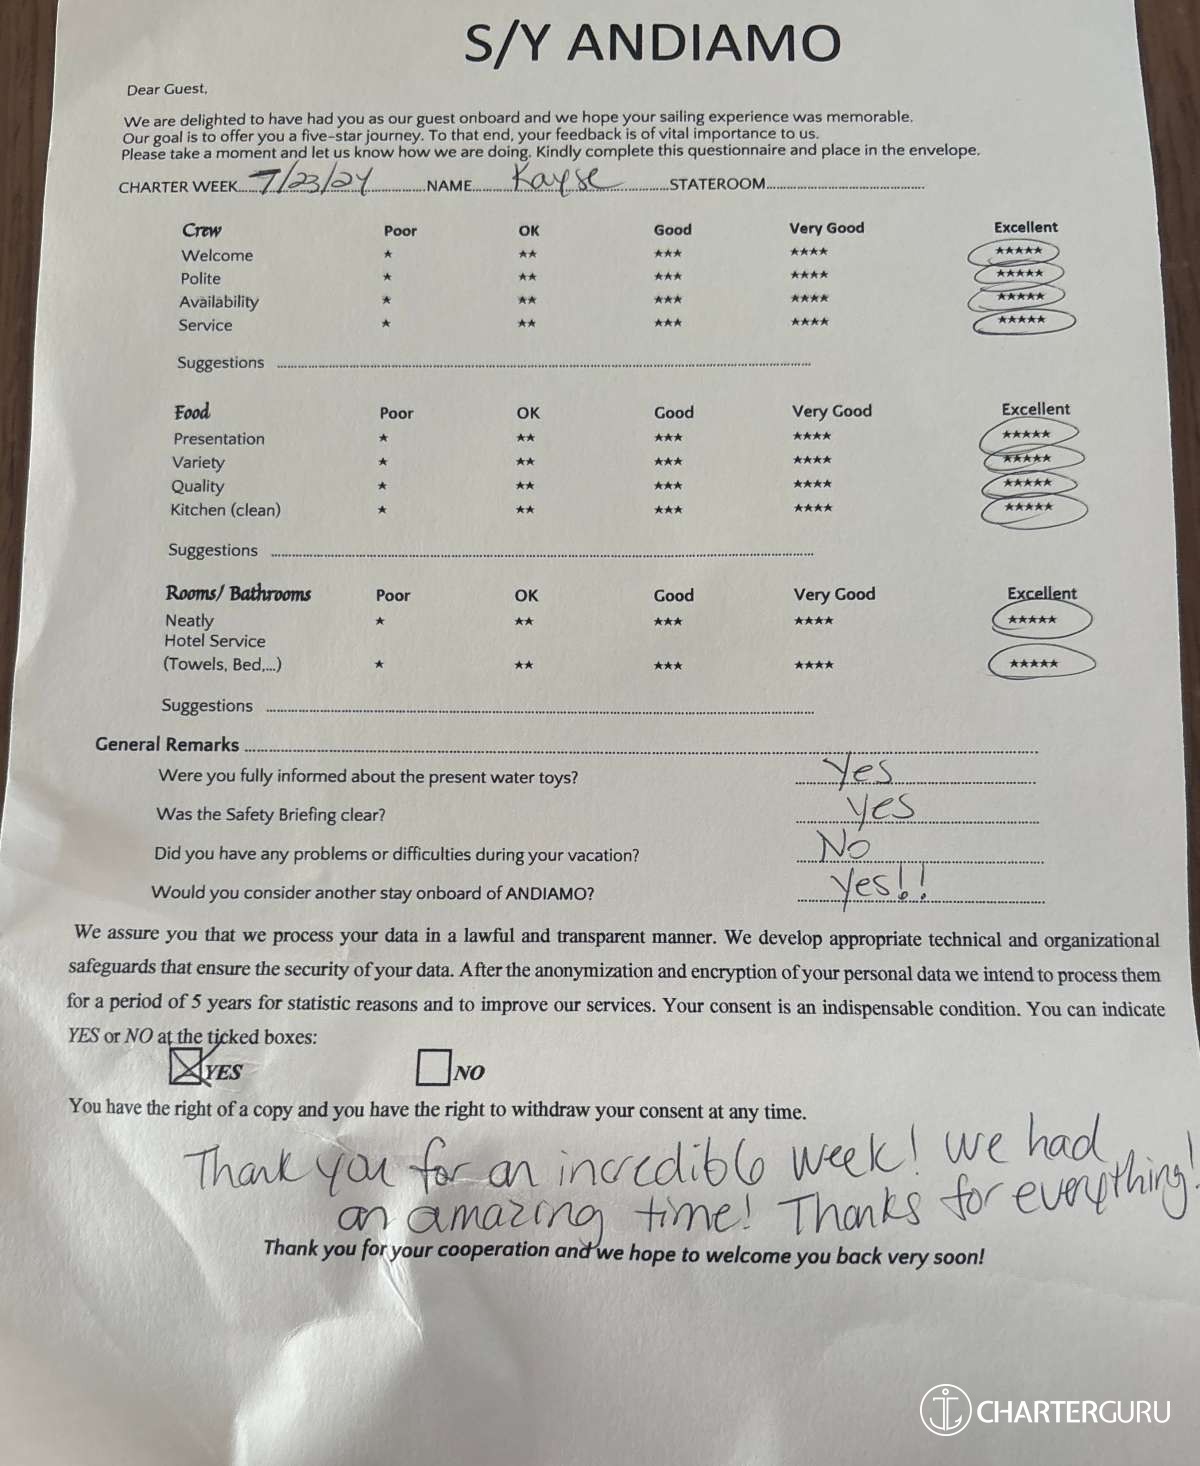 S/Y ANDIAMO
Dear Guest,
We are delighted to have had you as our guest onboard and we hope your sailing experience was memorable.
Our goal is to offer you a five-star journey. To that end, your feedback is of vital importance to us.
Please take a moment and let us know how we are doing. Kindly complete this questionnaire and place in the envelope.
CHARTER WEEK 7/23/24 NAME Kayse STATEROOM
Crew Poor OK Good Very Good Excellent
Welcome ★ ★★ ★★★ ★★★★ ★★★★★
Polite ★ ★★ ★★★ ★★★★ ★★★★★
Availability ★ ★★ ★★★ ★★★★ ★★★★★
Service ★ ★★ ★★★ ★★★★ ★★★★★
Suggestions
Food Poor OK Good Very Good Excellent
Presentation ★ ★★ ★★★ ★★★★ ★★★★★
Variety ★ ★★ ★★★ ★★★★ ★★★★★
Quality ★ ★★ ★★★ ★★★★ ★★★★★
Kitchen (clean) ★ ★★ ★★★ ★★★★ ★★★★★
Suggestions
Rooms/ Bathrooms Poor OK Good Very Good Excellent
Neatly ★ ★★ ★★★ ★★★★ ★★★★★
Hotel Service
(Towels, Bed,...) ★ ★★ ★★★ ★★★★ ★★★★★
Suggestions
General Remarks
Were you fully informed about the present water toys? Yes
Was the Safety Briefing clear? Yes
Did you have any problems or difficulties during your vacation? No
Would you consider another stay onboard of ANDIAMO? Yes!!
We assure you that we process your data in a lawful and transparent manner. We develop appropriate technical and organizational
safeguards that ensure the security of your data. After the anonymization and encryption of your personal data we intend to process them
for a period of 5 years for statistic reasons and to improve our services. Your consent is an indispensable condition. You can indicate
YES or NO at the ticked boxes:
YES NO
You have the right of a copy and you have the right to withdraw your consent at any time.
Thank you for an incredible week! We had
an amazing time! Thanks for everything!
Thank you for your cooperation and we hope to welcome you back very soon!
CHARTERGURU